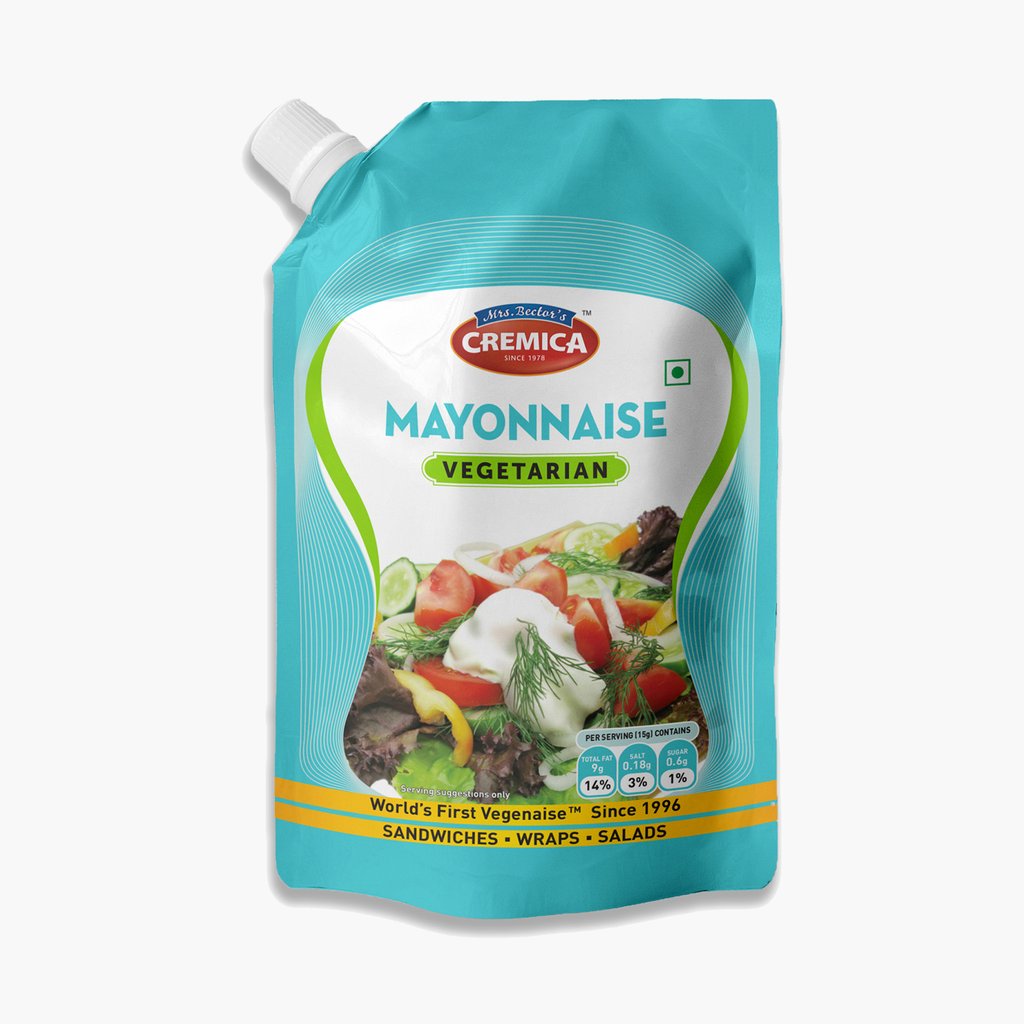 Mrs. Bector's
TM
CREMICA
SINCE 1978
MAYONNAISE
VEGETARIAN
PER SERVING (15g) CONTAINS
TOTAL FAT
9g
14%
SALT
0.18g
3%
SUGAR
0.6g
1%
Serving suggestions only
World's First Vegenaise™ Since 1996
SANDWICHES ▪ WRAPS ▪ SALADS